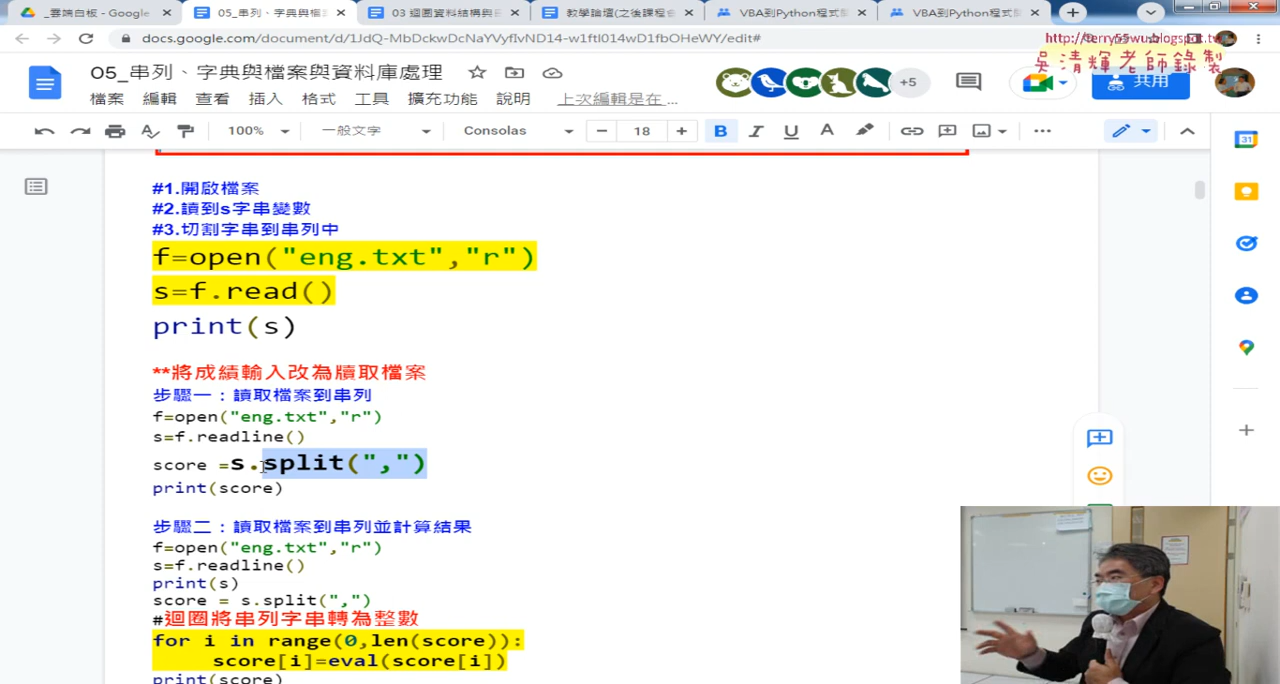 _雲端白板 - Google
05_串列、字典與檔案
03 迴圈資料結構與
教學論壇(之後課程會
VBA到Python程式
VBA到Python程式
docs.google.com/document/d/1JdQ-MbDckwDcNaYVyfIvND14-w1ftl014wD1fbOHeWY/edit#
http://terry55wu.blogspot.tw
吳清輝老師錄製
05_串列、字典與檔案與資料庫處理
+5
共用
檔案 編輯 查看 插入 格式 工具 擴充功能 說明 上次編輯是在 ...
100% 一般文字 Consolas 18 B I U A
31
#1.開啟檔案
#2.讀到s字串變數
#3.切割字串到串列中
f=open("eng.txt","r")
s=f.read()
print(s)
**將成績輸入改為牘取檔案
步驟一：讀取檔案到串列
f=open("eng.txt","r")
s=f.readline()
score =s.split(",")
print(score)
步驟二：讀取檔案到串列並計算結果
f=open("eng.txt","r")
s=f.readline()
print(s)
score = s.split(",")
#迴圈將串列字串轉為整數
for i in range(0,len(score)):
score[i]=eval(score[i])
print(score)